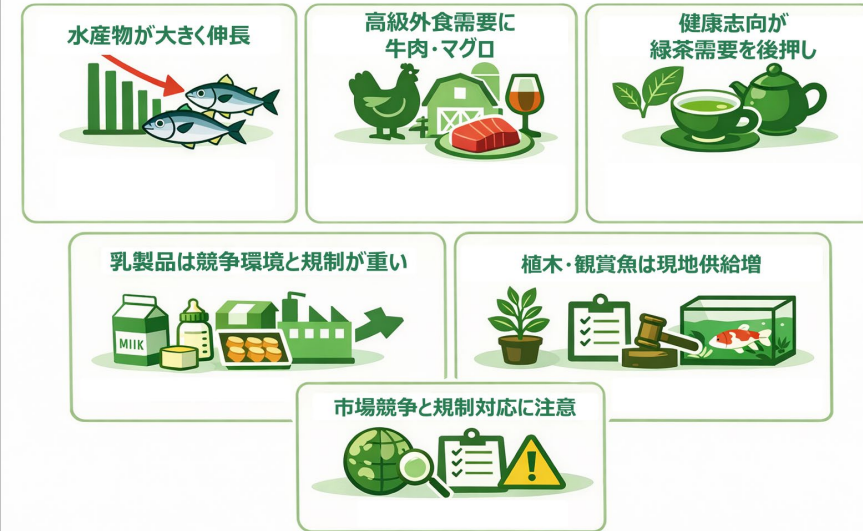 水産物が大きく伸長
高級外食需要に
牛肉・マグロ
健康志向が
緑茶需要を後押し
乳製品は競争環境と規制が重い
MIlK
植木・観賞魚は現地供給増
市場競争と規制対応に注意